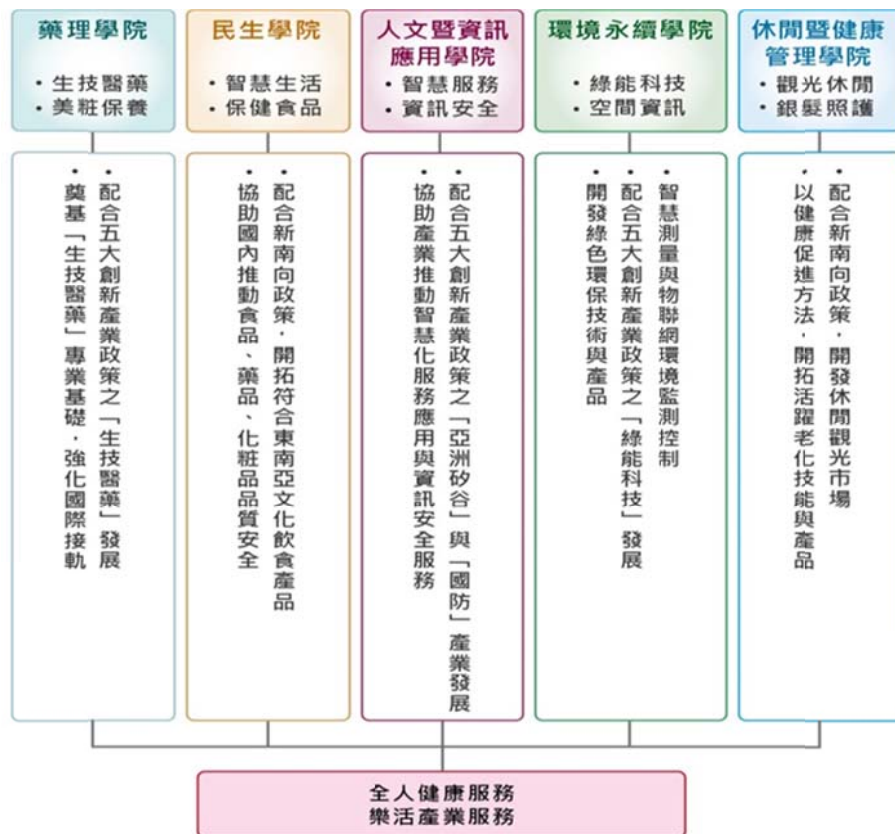 藥理學院
・生技醫藥
・美粧保養
・配合五大創新產業政策之「生技醫藥」發展
・奠基「生技醫藥」專業基礎，強化國際接軌
民生學院
・智慧生活
・保健食品
・配合新南向政策，開拓符合東南亞文化飲食產品
・協助國內推動食品、藥品、化粧品品質安全
人文暨資訊
應用學院
・智慧服務
・資訊安全
・配合五大創新產業政策之「亞洲矽谷」與「國防」產業發展
・協助產業推動智慧化服務應用與資訊安全服務
環境永續學院
・綠能科技
・空間資訊
・智慧測量與物聯網環境監測控制
・配合五大創新產業政策之「綠能科技」發展
・開發綠色環保技術與產品
休閒暨健康
管理學院
・觀光休閒
・銀髮照護
・配合新南向政策，開發休閒觀光市場
・以健康促進方法，開拓活躍老化技能與產品
全人健康服務
樂活產業服務